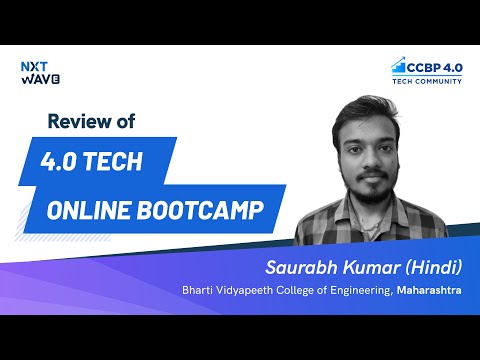 NXT
WAVE
CCBP 4.0
TECH COMMUNITY
Review of
4.0 TECH
ONLINE BOOTCAMP
Saurabh Kumar (Hindi)
Bharti Vidyapeeth College of Engineering, Maharashtra